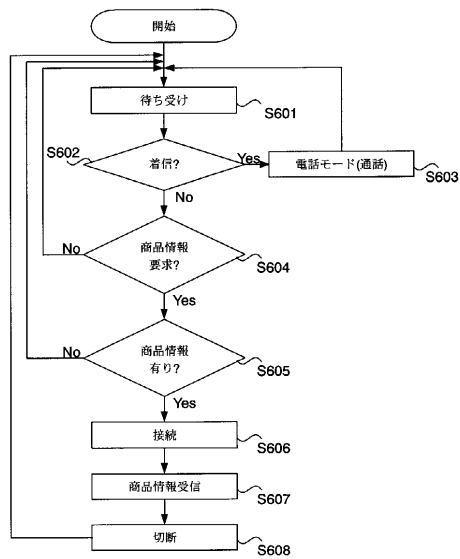 開始
待ち受け
S601
S602
着信?
Yes
電話モード(通話)
S603
No
商品情報
要求?
No
S604
Yes
商品情報
有り?
No
S605
Yes
接続
S606
商品情報受信
S607
切断
S608